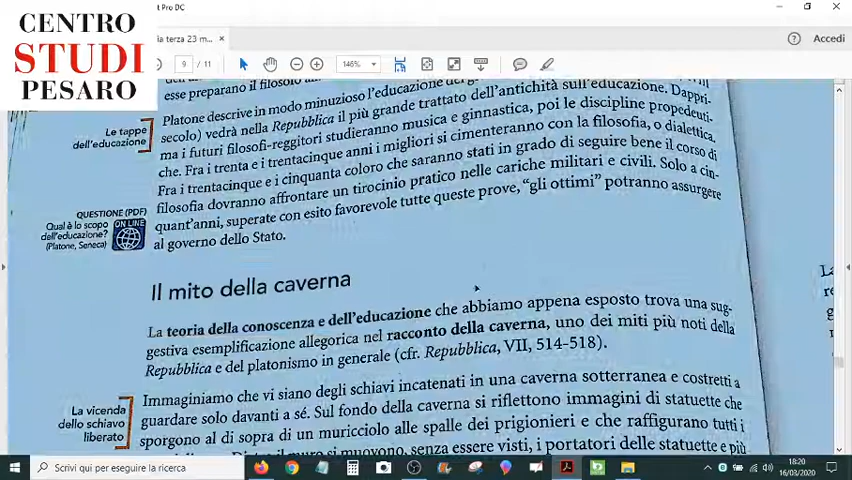 CENTRO
STUDI
PESARO
t Pro DC
ia terza 23 m...
Accedi
9 / 11
146%
esse preparano il filosofo
Platone descrive in modo minuzioso l'educazione dei
secolo) vedrà nella Repubblica il più grande trattato dell'antichità sull'educazione. Dappri-
ma i futuri filosofi-reggitori studieranno musica e ginnastica, poi le discipline propedeuti-
che. Fra i trenta e i trentacinque anni i migliori si cimenteranno con la filosofia, o dialettica.
Fra i trentacinque e i cinquanta coloro che saranno stati in grado di seguire bene il corso di
filosofia dovranno affrontare un tirocinio pratico nelle cariche militari e civili. Solo a cin-
quant'anni, superate con esito favorevole tutte queste prove, "gli ottimi" potranno assurgere
al governo dello Stato.
Le tappe
dell'educazione
QUESTIONE (PDF)
Qual è lo scopo
dell'educazione?
(Platone, Seneca)
ON LINE
Il mito della caverna
La teoria della conoscenza e dell'educazione che abbiamo appena esposto trova una sug-
gestiva esemplificazione allegorica nel racconto della caverna, uno dei miti più noti della
Repubblica e del platonismo in generale (cfr. Repubblica, VII, 514-518).
La vicenda
dello schiavo
liberato
Immaginiamo che vi siano degli schiavi incatenati in una caverna sotterranea e costretti a
guardare solo davanti a sé. Sul fondo della caverna si riflettono immagini di statuette che
sporgono al di sopra di un muricciolo alle spalle dei prigionieri e che raffigurano tutti i
si muovono, senza essere visti, i portatori delle statuette e più
La
Scrivi qui per eseguire la ricerca
18:20
16/03/2020